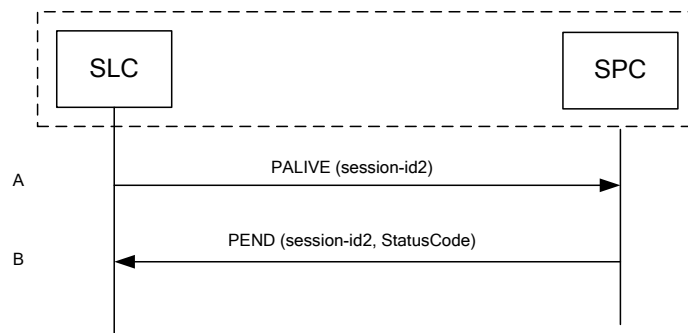 SLC
SPC
A
PALIVE (session-id2)
B
PEND (session-id2, StatusCode)